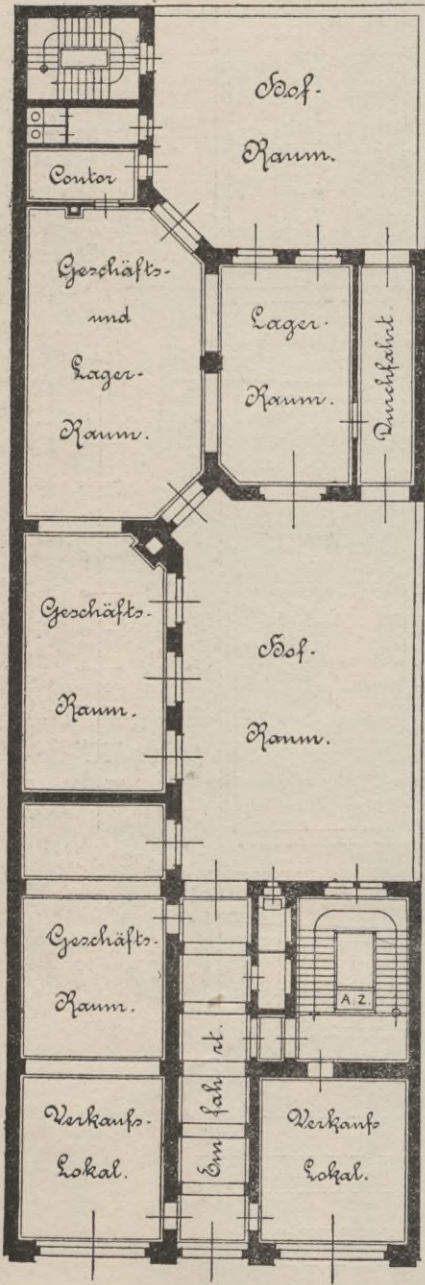 Hof-
Raum.
Contor
Geschäfts-
und
Lager-
Raum.
Lager-
Raum.
Durchfahrt.
Geschäfts-
Raum.
Hof-
Raum.
Geschäfts-
Raum.
A. Z.
Einfahrt.
Verkaufs-
Lokal.
Verkaufs
Lokal.